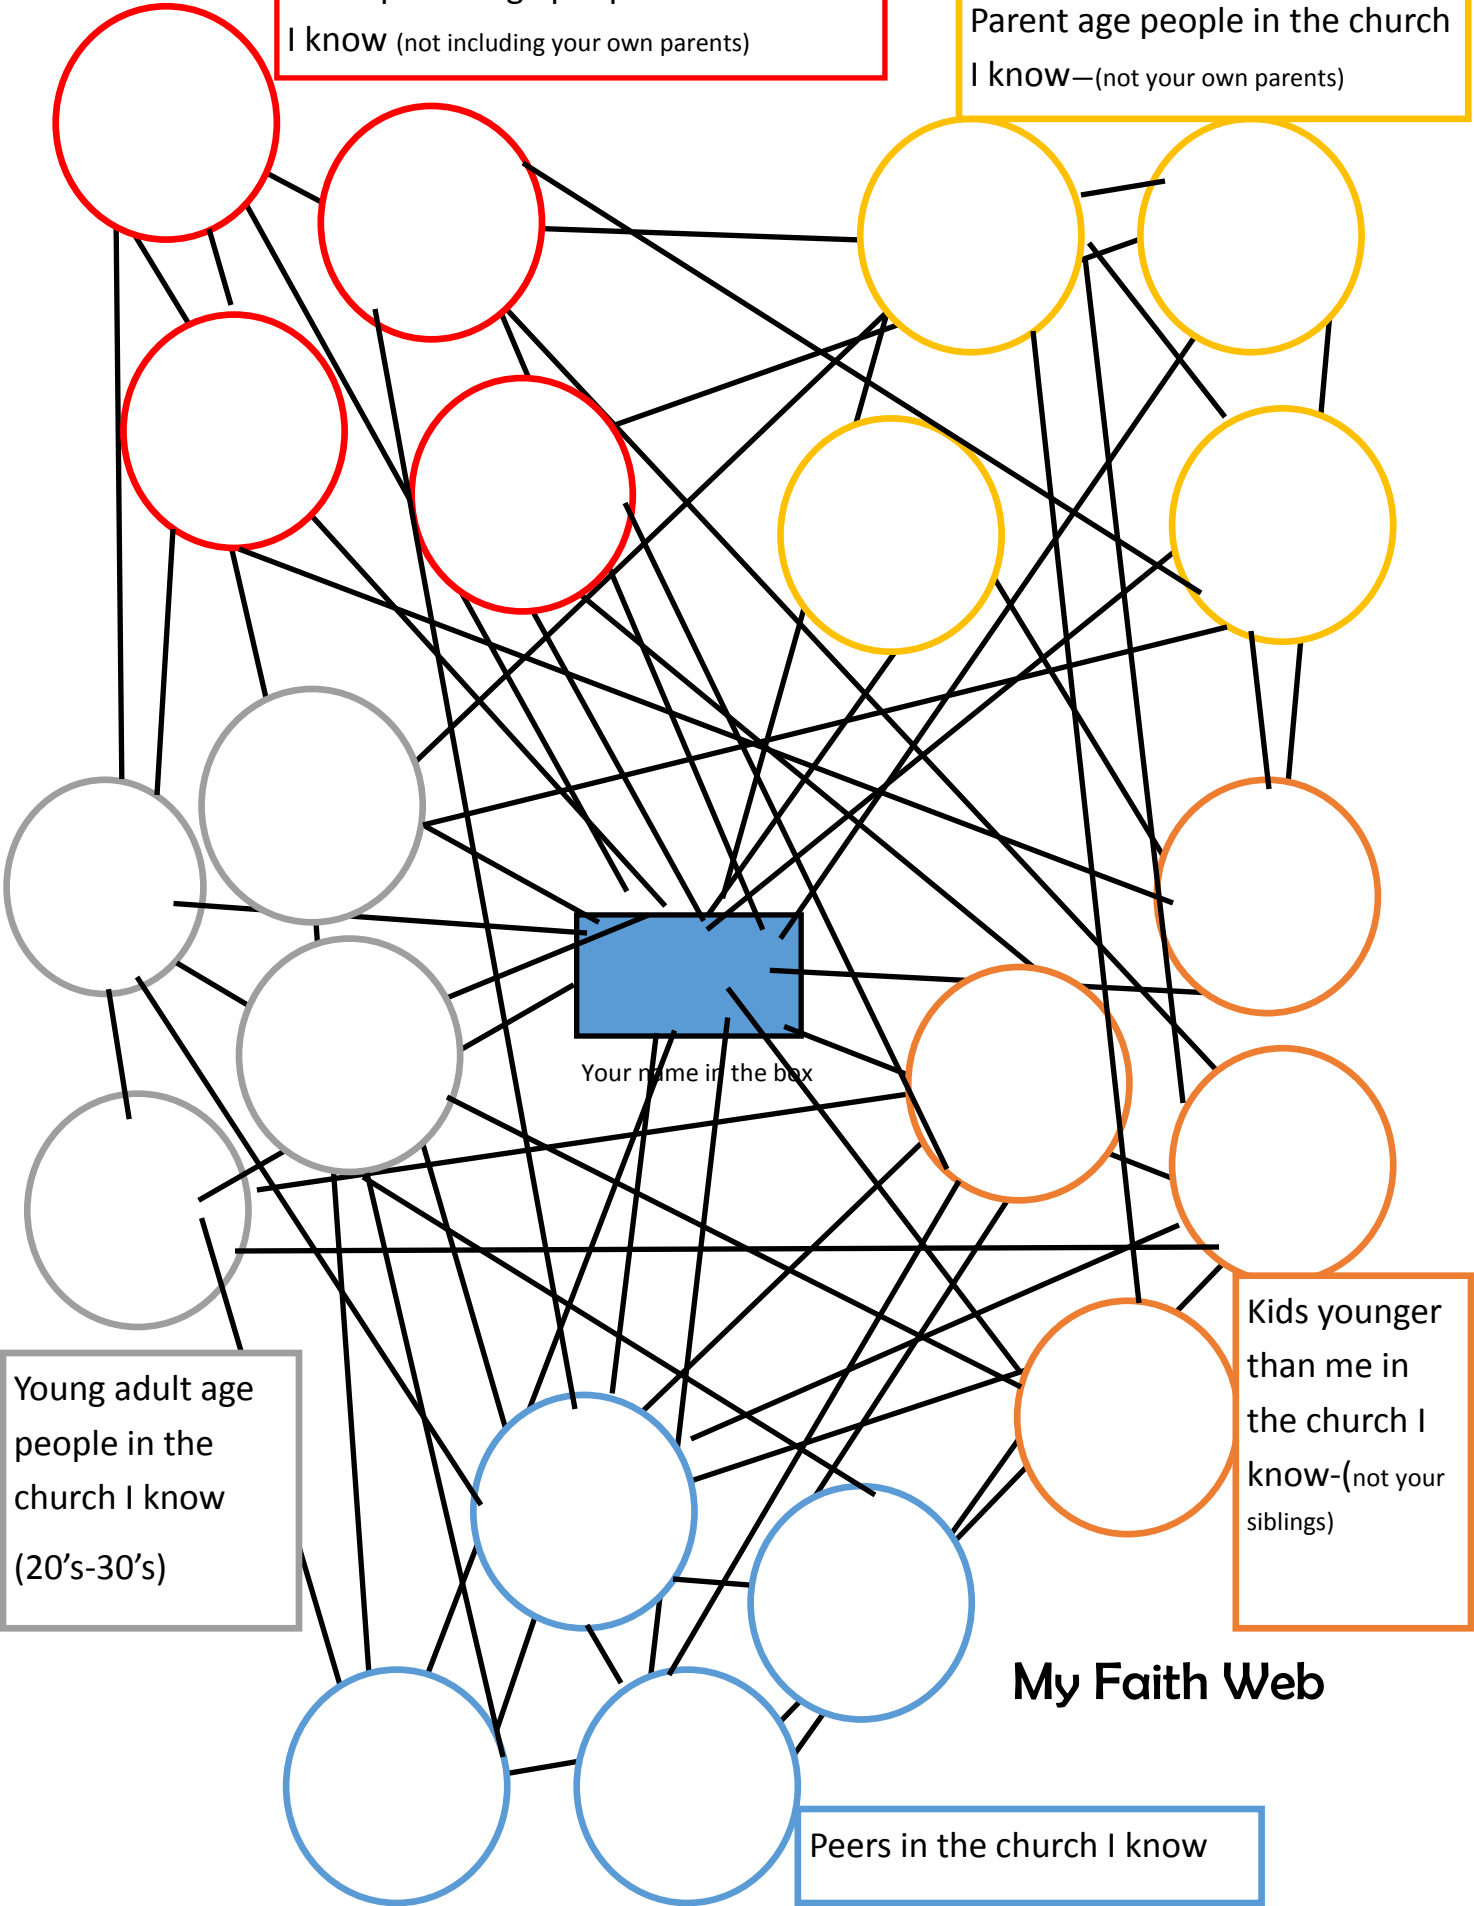 I know (not including your own parents)
Parent age people in the church
I know—(not your own parents)
Your name in the box
Kids younger
than me in
the church I
know-(not your
siblings)
Young adult age
people in the
church I know
(20’s-30’s)
My Faith Web
Peers in the church I know